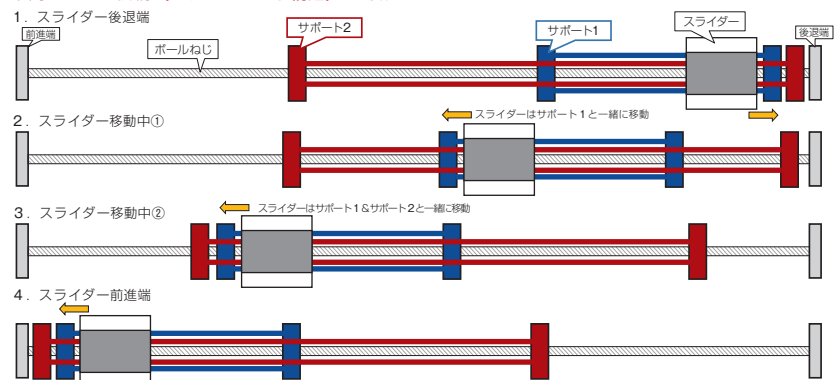 1. スライダー後退端
前進端
ボールねじ
サポート2
サポート1
スライダー
後退端
スライダーはサポート1と一緒に移動
2. スライダー移動中①
3. スライダー移動中②
スライダーはサポート1&サポート2と一緒に移動
4. スライダー前進端